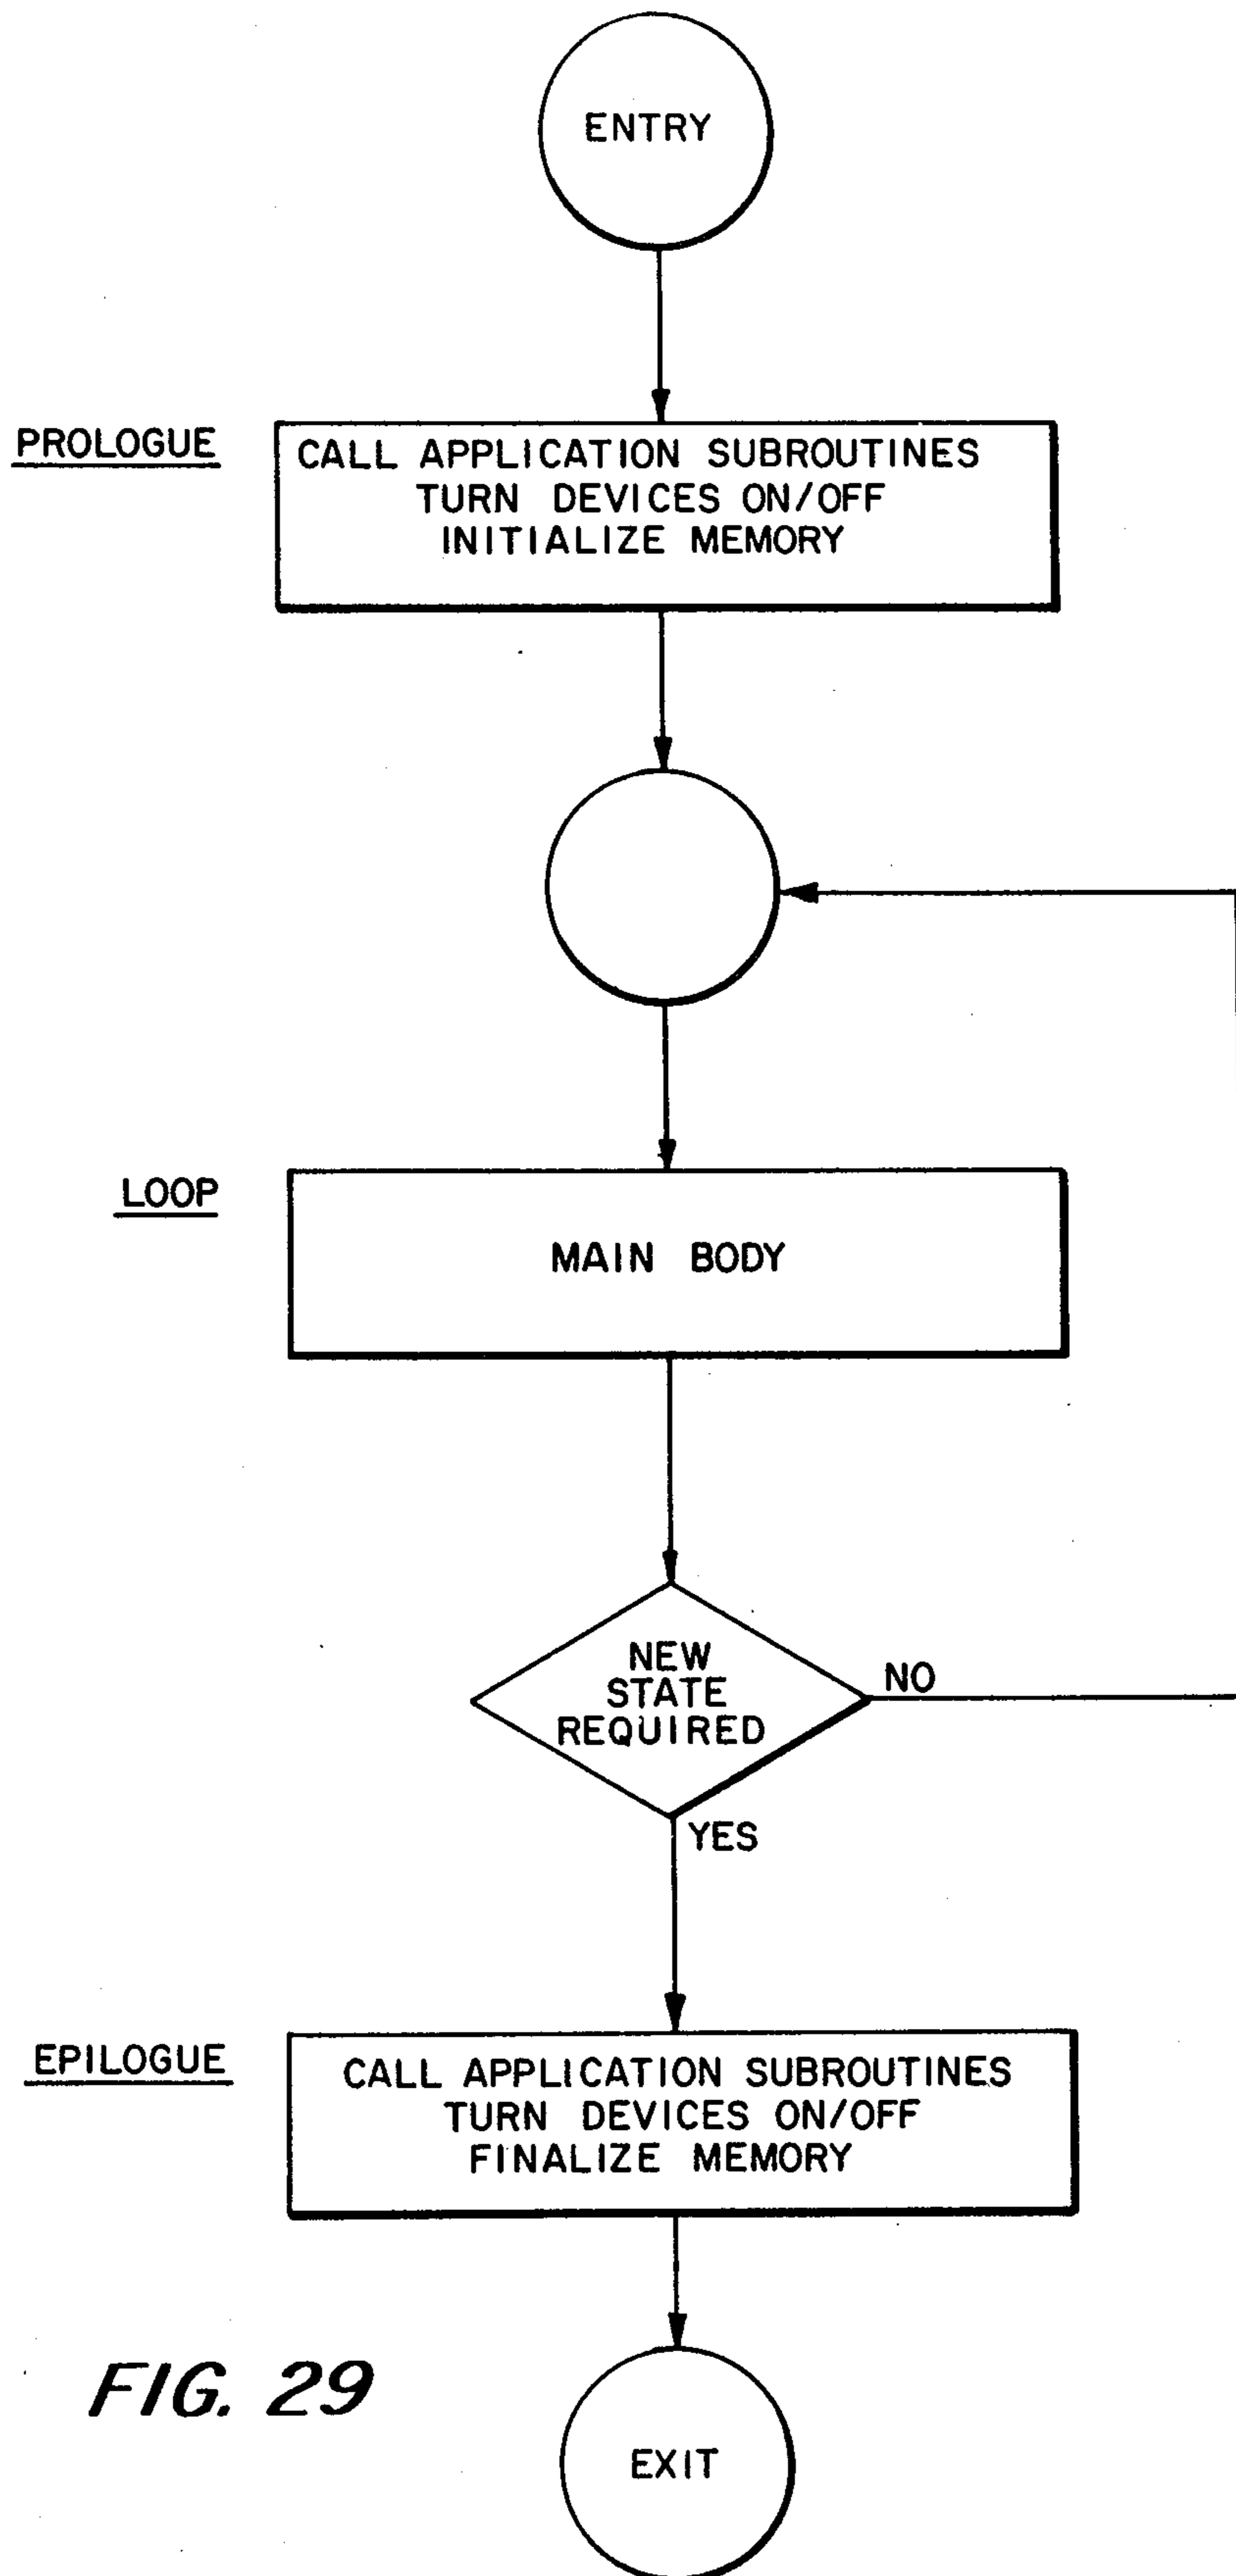 ENTRY
PROLOGUE
CALL APPLICATION SUBROUTINES
TURN DEVICES ON/OFF
INITIALIZE MEMORY
LOOP
MAIN BODY
NEW
STATE
REQUIRED
NO
YES
EPILOGUE
CALL APPLICATION SUBROUTINES
TURN DEVICES ON/OFF
FINALIZE MEMORY
FIG. 29
EXIT